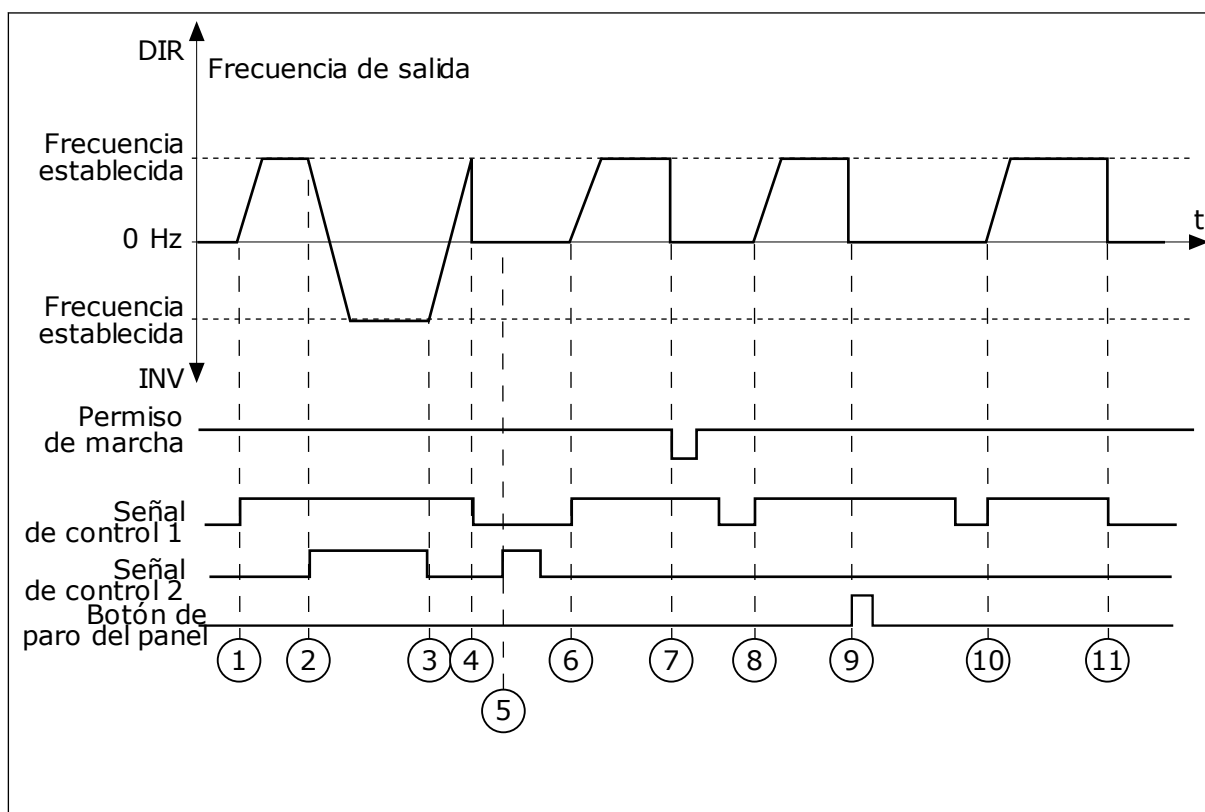 DIR
Frecuencia de salida
Frecuencia
establecida
0 Hz
t
Frecuencia
establecida
INV
Permiso
de marcha
Señal
de control 1
Señal
de control 2
Botón de
paro del panel
1
2
3
4
6
7
8
9
10
11
5